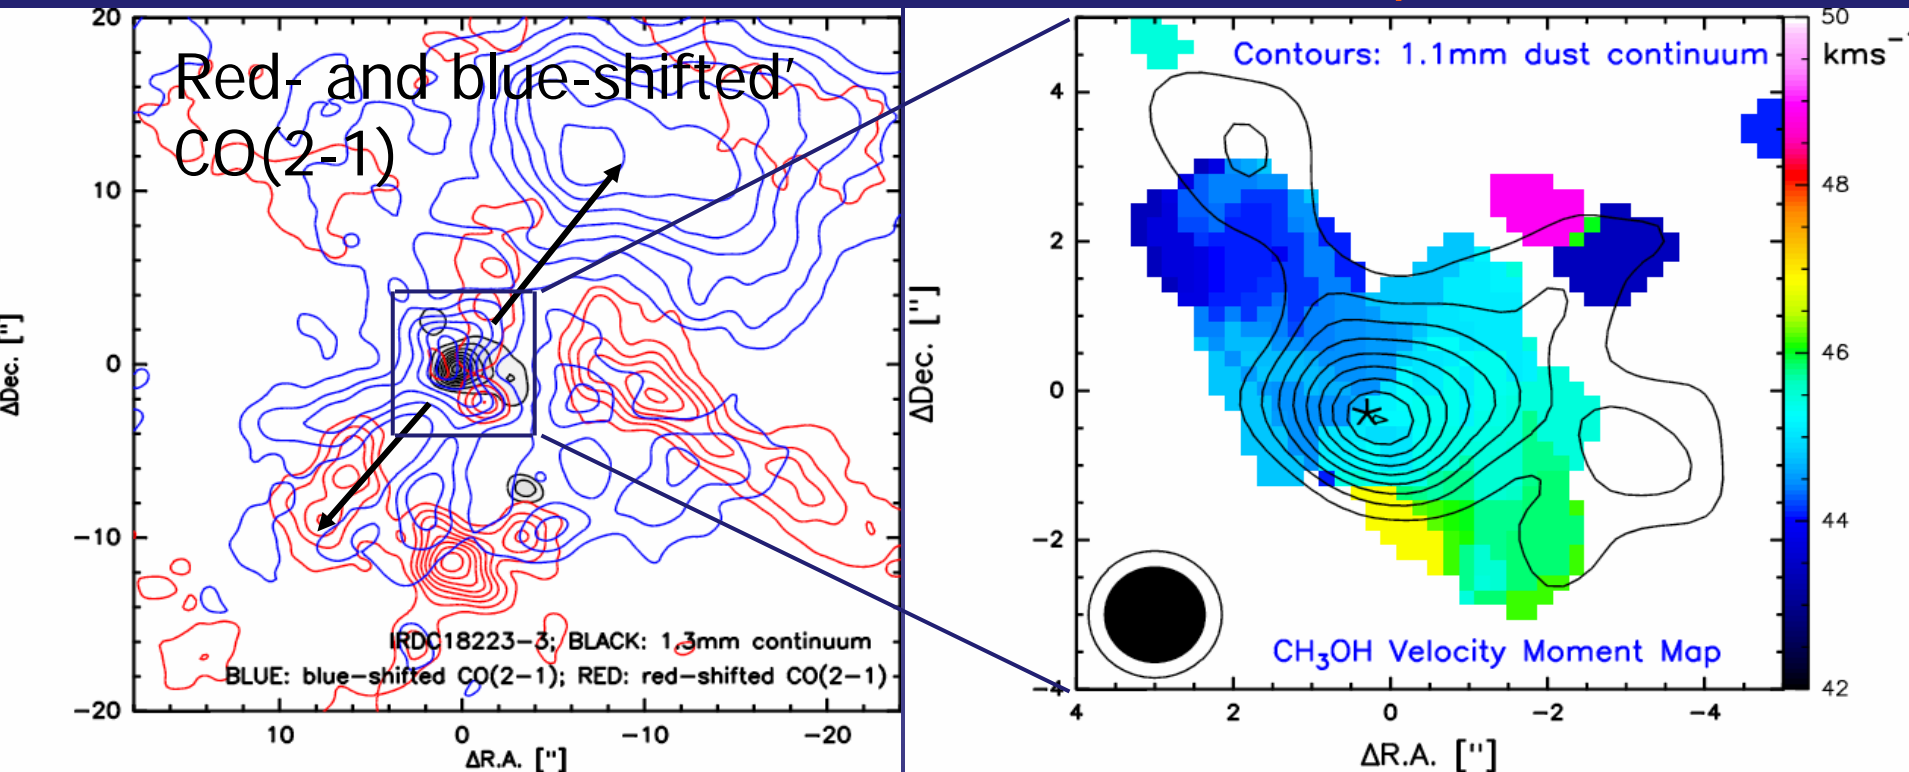 Red- and blue-shifted′
CO(2-1)
IRDC18223-3; BLACK: 1.3mm continuum
BLUE: blue-shifted CO(2-1); RED: red-shifted CO(2-1)
20
10
0
-10
-20
ΔDec. ["]
10
0
-10
-20
ΔR.A. ["]
Contours: 1.1mm dust continuum
CH₃OH Velocity Moment Map
4
2
0
-2
-4
ΔDec. ["]
4
2
0
-2
-4
ΔR.A. ["]
50
kms⁻
48
46
44
42